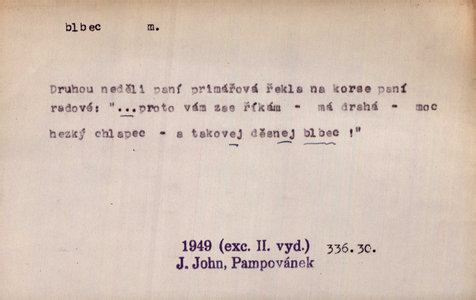 blbec m.
Druhou neděli paní primářová řekla na korse paní
radové: "...proto vám zas říkám - má drahá - moc
hezký chlapec - a takovej děsnej blbec !"
1949 (exc. II. vyd.) 336.30.
J. John, Pampovánek